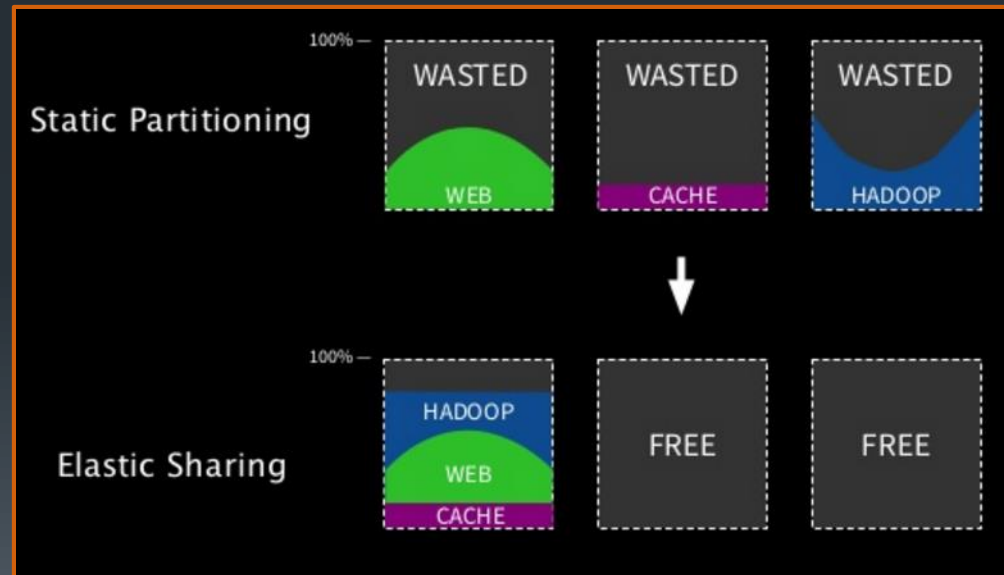 100%
WASTED
WASTED
WASTED
Static Partitioning
WEB
CACHE
HADOOP
100%
HADOOP
WEB
CACHE
FREE
FREE
Elastic Sharing